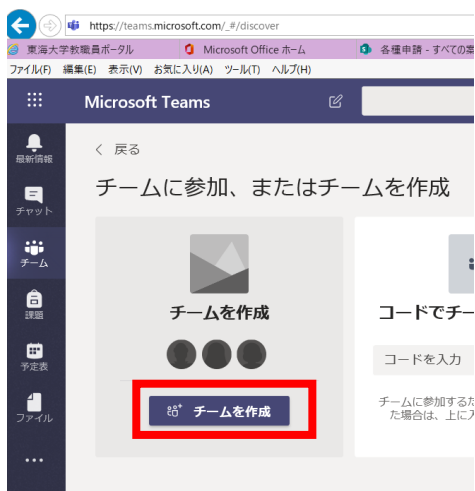 https://teams.microsoft.com/_#/discover
東海大学教職員ポータル Microsoft Office ホーム 各種申請 - すべての案
ファイル(F) 編集(E) 表示(V) お気に入り(A) ツール(T) ヘルプ(H)
Microsoft Teams
最新情報
チャット
チーム
課題
予定表
ファイル
く 戻る
チームに参加、またはチームを作成
チームを作成
チームを作成
コードでチー
コードを入力
チームに参加するた
た場合は、上に入